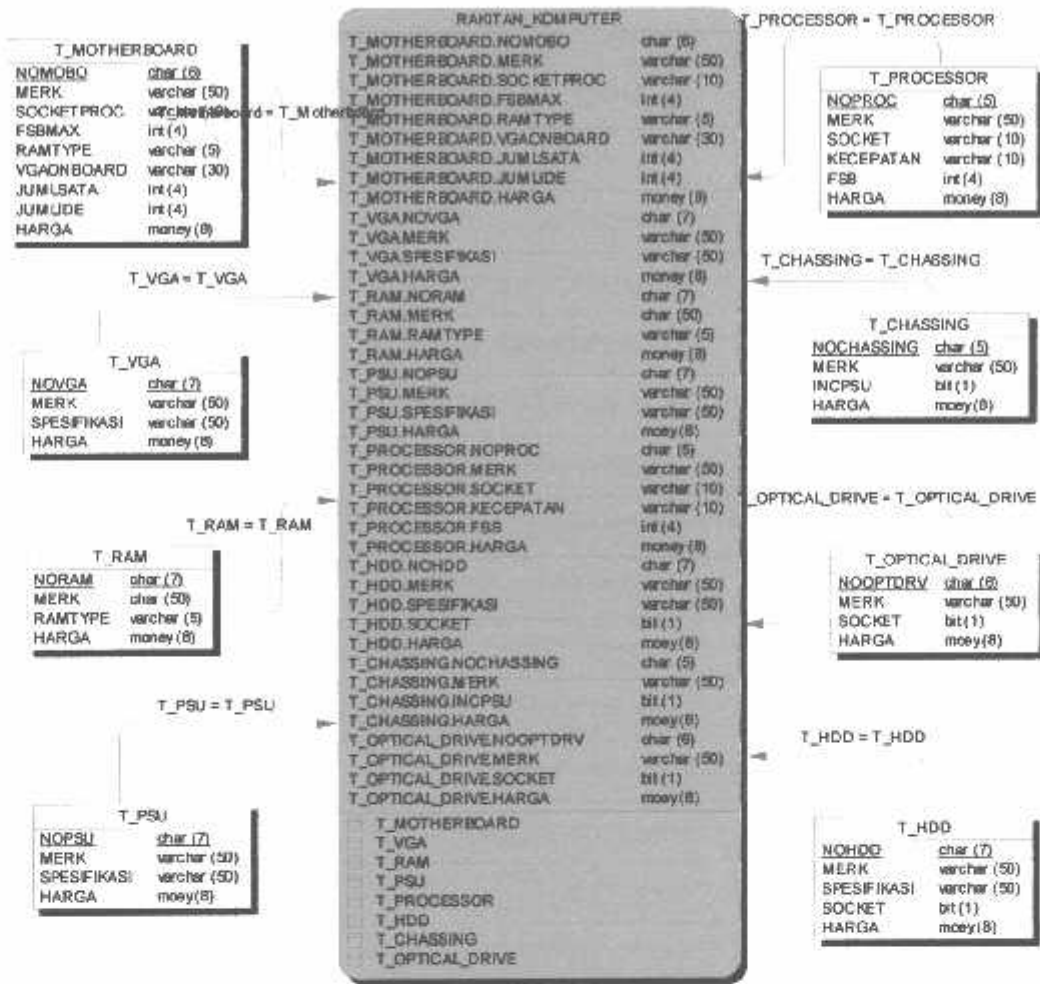 T_MOTHERBOARD
NOMOBO char (6)
MERK varchar (50)
SOCKETPROC
FSBMAX int (4)
RAMTYPE varchar (5)
VGAONBOARD varchar (30)
JUMLSATA int (4)
JUMLIDE int (4)
HARGA money (8)
T_VGA = T_VGA
T_VGA
NOVGA char (7)
MERK varchar (50)
SPESIFIKASI varchar (50)
HARGA money (8)
T_RAM = T_RAM
T_RAM
NORAM char (7)
MERK char (50)
RAMTYPE varchar (5)
HARGA money (8)
T_PSU = T_PSU
T_PSU
NOPSU char (7)
MERK varchar (50)
SPESIFIKASI varchar (50)
HARGA moey(8)
RAKITAN_KOMPUTER
T_MOTHERBOARD.NOMOBO char (6)
T_MOTHERBOARD.MERK varchar (50)
T_MOTHERBOARD.SOCKETPROC varchar (10)
T_MOTHERBOARD.FSBMAX int (4)
T_MOTHERBOARD.RAMTYPE varchar (5)
T_MOTHERBOARD.VGAONBOARD varchar (30)
T_MOTHERBOARD.JUMLSATA int (4)
T_MOTHERBOARD.JUMLIDE int (4)
T_MOTHERBOARD.HARGA money (8)
T_VGA.NOVGA char (7)
T_VGA.MERK varchar (50)
T_VGA.SPESIFIKASI varchar (50)
T_VGA.HARGA money (8)
T_RAM.NORAM char (7)
T_RAM.MERK char (50)
T_RAM.RAMTYPE varchar (5)
T_RAM.HARGA money (8)
T_PSU.NOPSU char (7)
T_PSU.MERK varchar (50)
T_PSU.SPESIFIKASI varchar (50)
T_PSU.HARGA moey(8)
T_PROCESSOR.NOPROC char (5)
T_PROCESSOR.MERK varchar (50)
T_PROCESSOR.SOCKET varchar (10)
T_PROCESSOR.KECEPATAN varchar (10)
T_PROCESSOR.FSB int (4)
T_PROCESSOR.HARGA money (8)
T_HDD.NOHDD char (7)
T_HDD.MERK varchar (50)
T_HDD.SPESIFIKASI varchar (50)
T_HDD.SOCKET bit (1)
T_HDD.HARGA moey(8)
T_CHASSING.NOCHASSING char (5)
T_CHASSING.MERK varchar (50)
T_CHASSING.INCPSU bit (1)
T_CHASSING.HARGA moey(8)
T_OPTICAL_DRIVE.NOOPTDRV char (6)
T_OPTICAL_DRIVE.MERK varchar (50)
T_OPTICAL_DRIVE.SOCKET bit (1)
T_OPTICAL_DRIVE.HARGA moey(8)
T_MOTHERBOARD
T_VGA
T_RAM
T_PSU
T_PROCESSOR
T_HDD
T_CHASSING
T_OPTICAL_DRIVE
T_PROCESSOR = T_PROCESSOR
T_PROCESSOR
NOPROC char (5)
MERK varchar (50)
SOCKET varchar (10)
KECEPATAN varchar (10)
FSB int (4)
HARGA money (8)
T_CHASSING = T_CHASSING
T_CHASSING
NOCHASSING char (5)
MERK varchar (50)
INCPSU bit (1)
HARGA moey(8)
_OPTICAL_DRIVE = T_OPTICAL_DRIVE
T_OPTICAL_DRIVE
NOOPTDRV char (6)
MERK varchar (50)
SOCKET bit (1)
HARGA moey(8)
T_HDD = T_HDD
T_HDD
NOHDD char (7)
MERK varchar (50)
SPESIFIKASI varchar (50)
SOCKET bit (1)
HARGA moey(8)